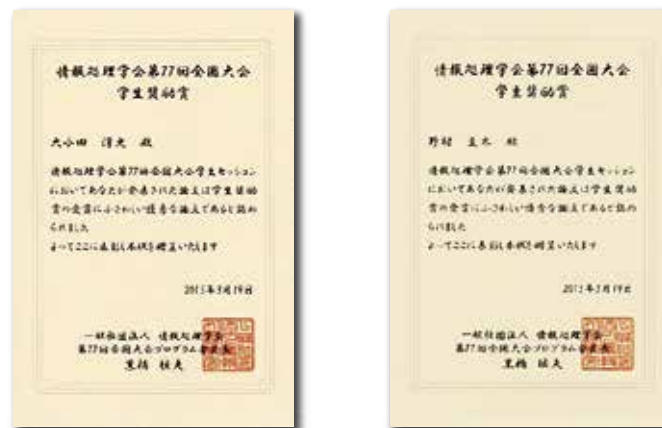 情報処理学会第77回全国大会
学生奨励賞
大小田 殿
情報処理学会第77回全国大会学生セッション
においてあなたが発表された論文は学生奨励
賞の受賞にふさわしい優秀な論文であると認め
られました
よってここに表彰し本状を贈呈いたします
2015年3月19日
一般社団法人 情報処理学会
第77回全国大会プログラム委員長
情報処理学会第77回全国大会
学生奨励賞
野村 殿
情報処理学会第77回全国大会学生セッション
においてあなたが発表された論文は学生奨励
賞の受賞にふさわしい優秀な論文であると認め
られました
よってここに表彰し本状を贈呈いたします
2015年3月19日
一般社団法人 情報処理学会
第77回全国大会プログラム委員長